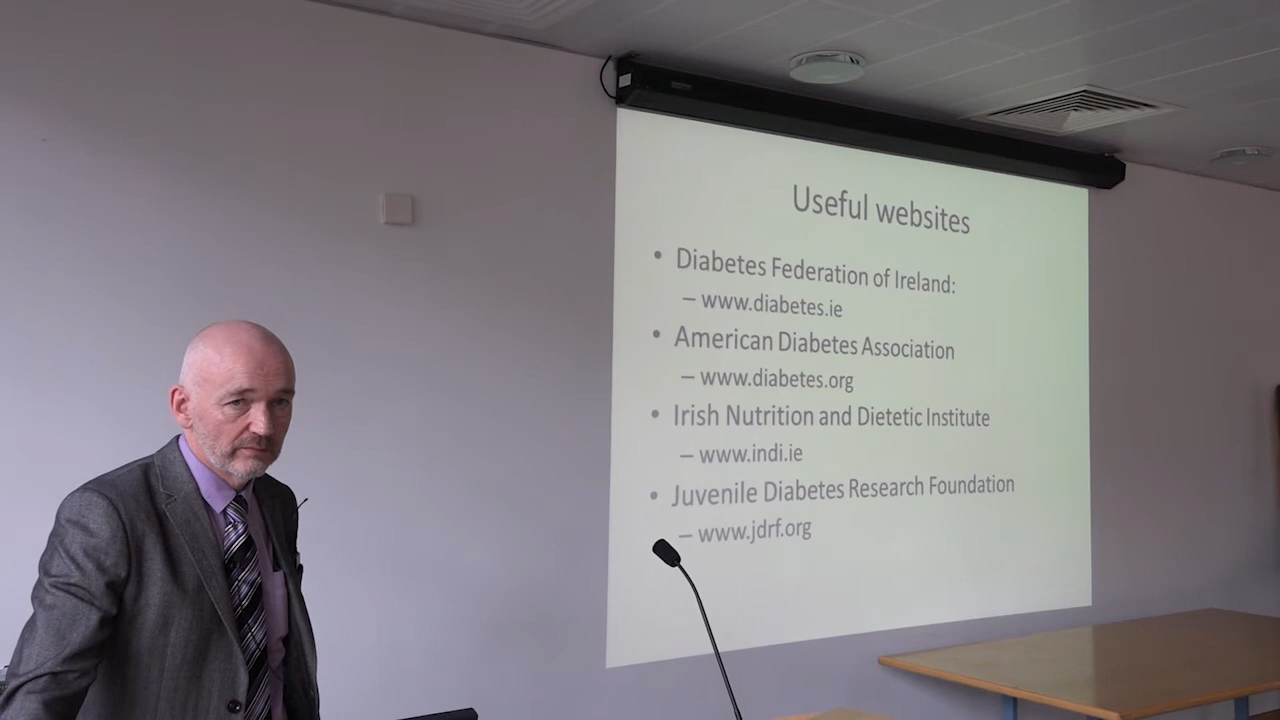 Useful websites
• Diabetes Federation of Ireland:
– www.diabetes.ie
• American Diabetes Association
– www.diabetes.org
• Irish Nutrition and Dietetic Institute
– www.indi.ie
• Juvenile Diabetes Research Foundation
– www.jdrf.org